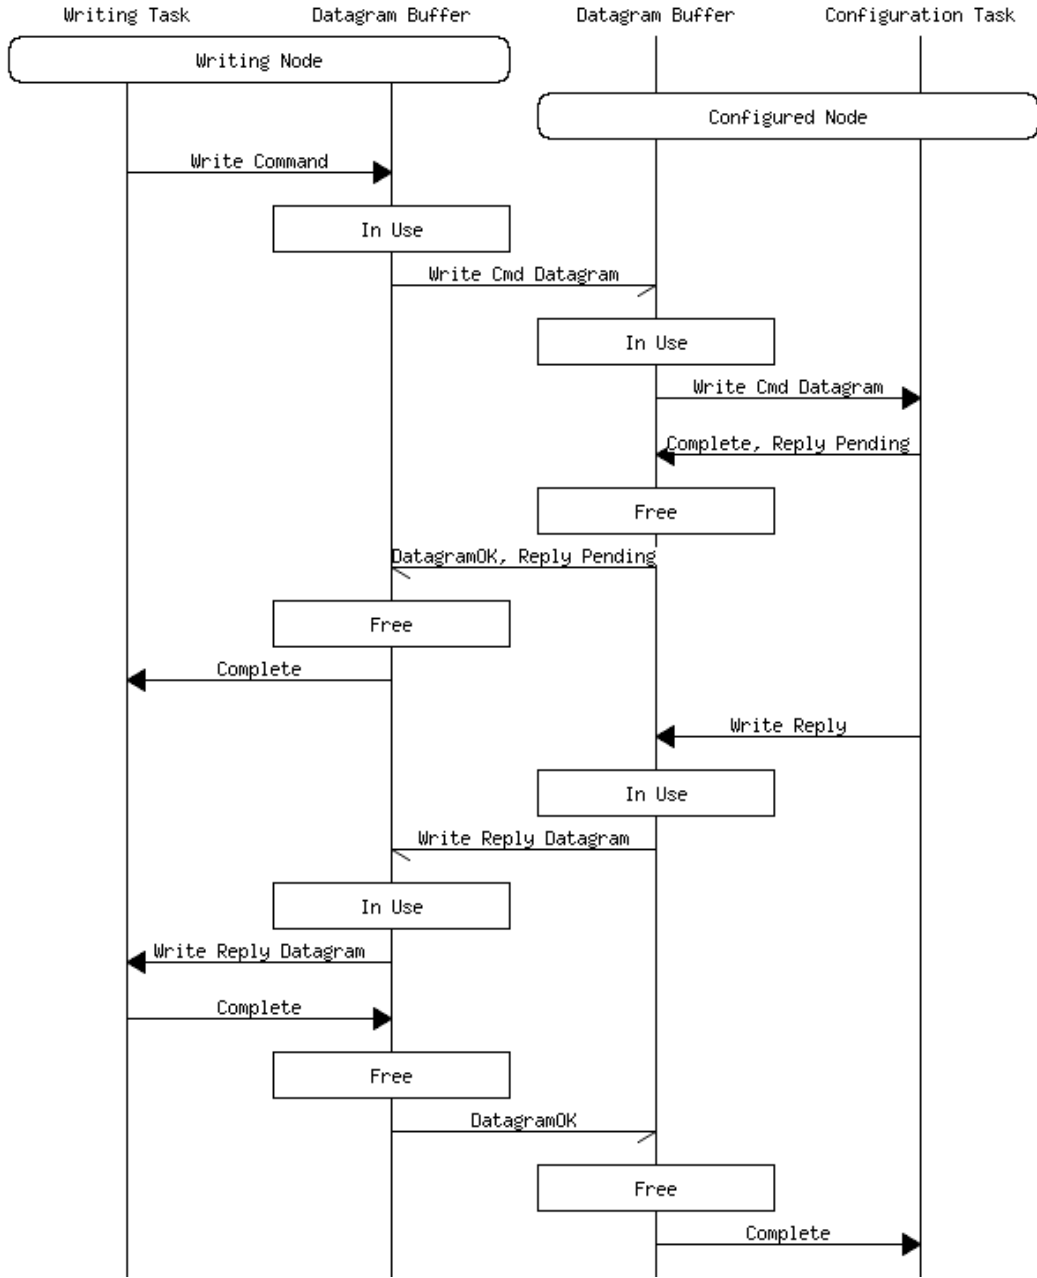 Writing Task Datagram Buffer Datagram Buffer Configuration Task
Writing Node
Configured Node
Write Command
In Use
Write Cmd Datagram
In Use
Write Cmd Datagram
Complete, Reply Pending
Free
DatagramOK, Reply Pending
Free
Complete
Write Reply
In Use
Write Reply Datagram
In Use
Write Reply Datagram
Complete
Free
DatagramOK
Free
Complete